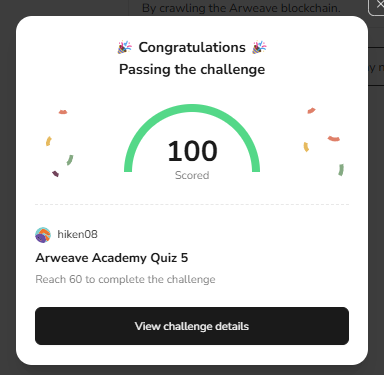 By crawling the Arweave blockchain.
Congratulations
Passing the challenge
100
Scored
hiken08
Arweave Academy Quiz 5
Reach 60 to complete the challenge
View challenge details